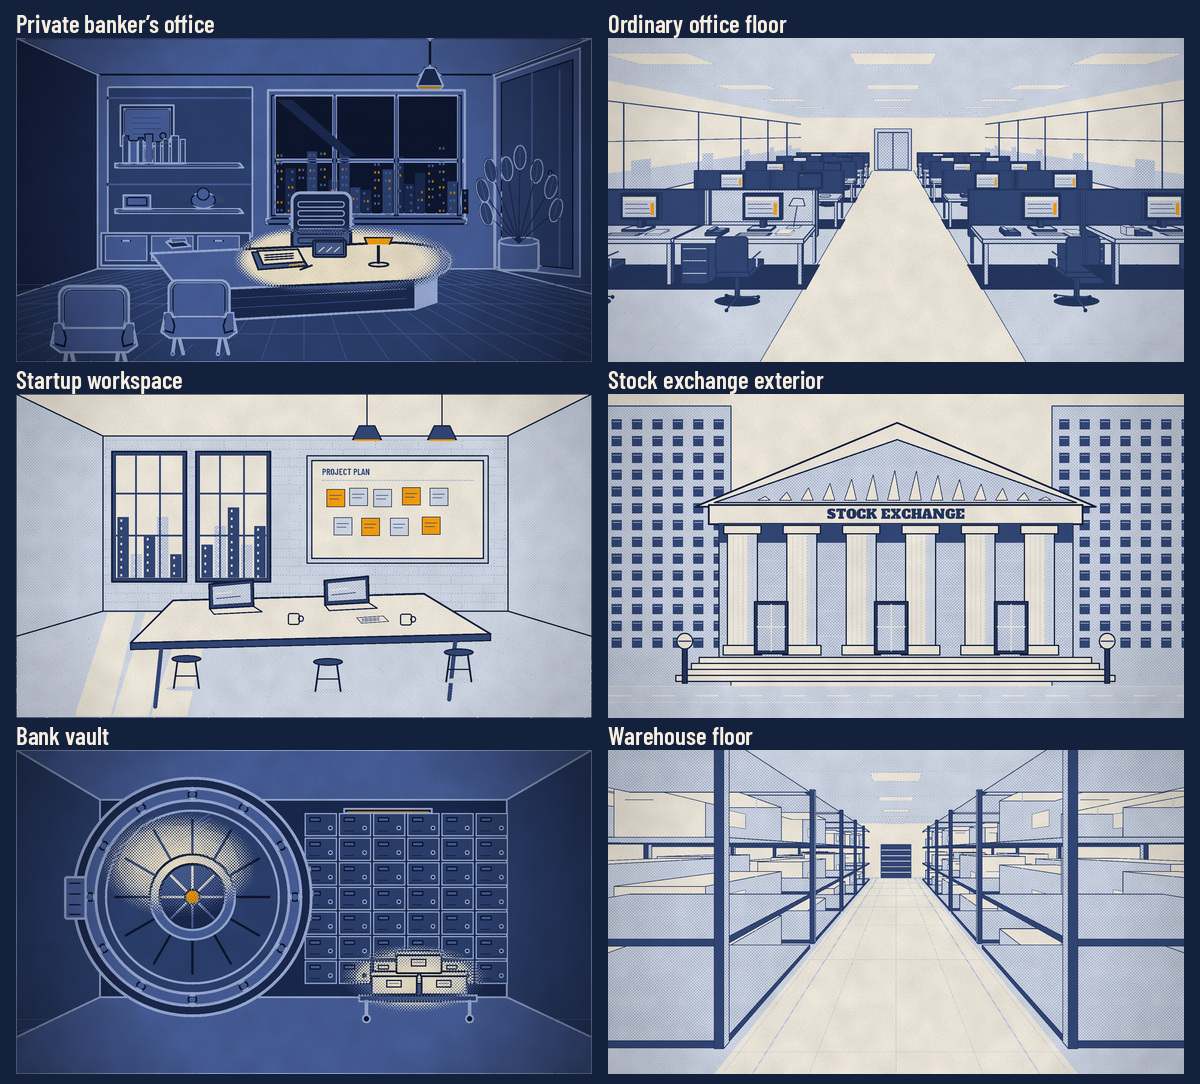 Private banker’s office
Ordinary office floor
Startup workspace
PROJECT PLAN
Stock exchange exterior
STOCK EXCHANGE
Bank vault
Warehouse floor